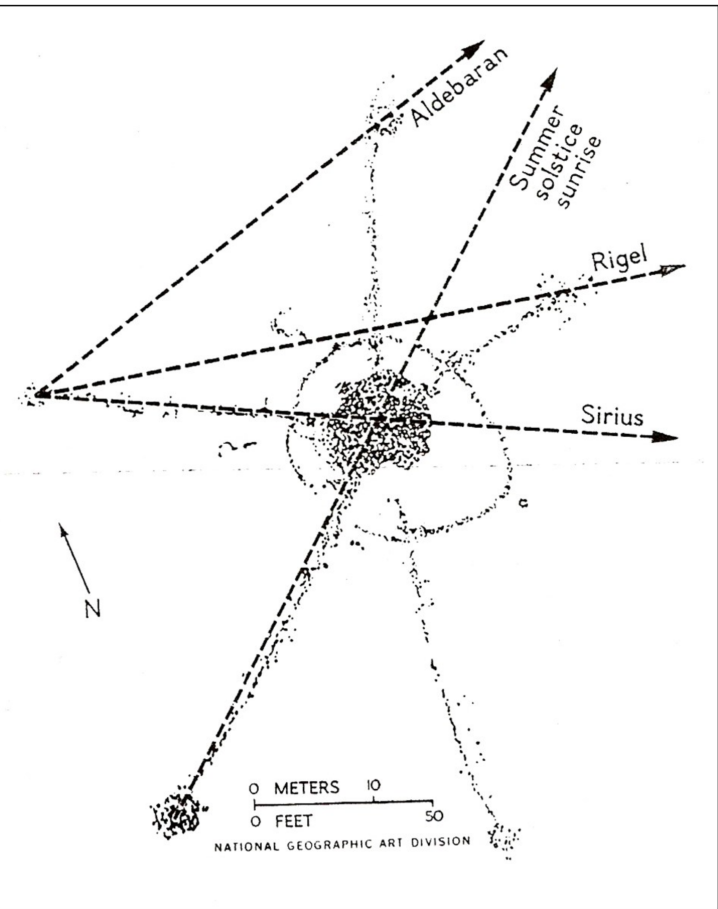 Aldebaran
Summer
solstice
sunrise
Rigel
Sirius
N
0 METERS 10
0 FEET 50
NATIONAL GEOGRAPHIC ART DIVISION